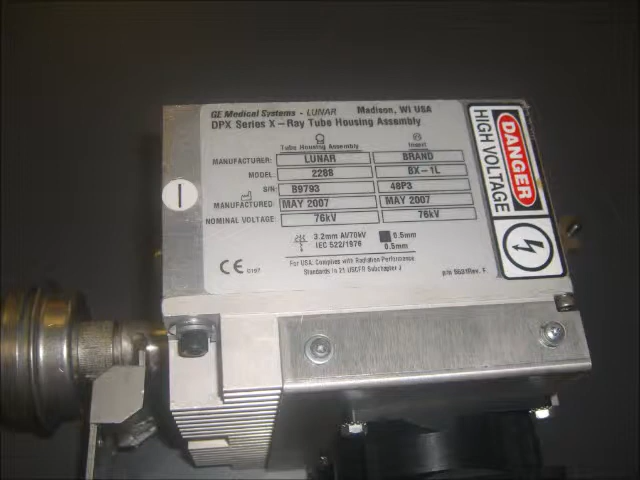 GE Medical Systems - LUNAR Madison, WI USA
DPX Series X-Ray Tube Housing Assembly
Tube Housing Assembly Insert
MANUFACTURER: LUNAR BRAND
MODEL: 2288 BX-1L
S/N: B9793 48P3
MANUFACTURED: MAY 2007 MAY 2007
NOMINAL VOLTAGE: 76kV 76kV
3.2mm Al/70kV 0.5mm
IEC 522/1976 0.5mm
For USA, Complies with Radiation Performance
Standards in 21 USCFR Subchapter J
CE 0197
p/n 5631Rev. F
DANGER
HIGH VOLTAGE